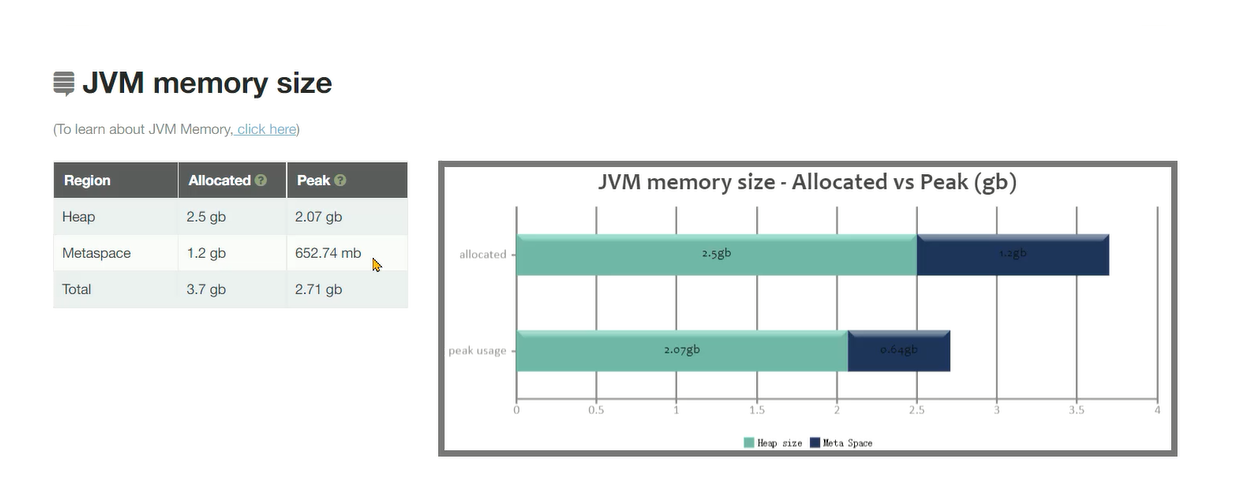 JVM memory size
(To learn about JVM Memory, click here)
Region Allocated ? Peak ?
Heap 2.5 gb 2.07 gb
Metaspace 1.2 gb 652.74 mb
Total 3.7 gb 2.71 gb
JVM memory size - Allocated vs Peak (gb)
allocated 2.5gb 1.2gb
peak usage 2.07gb 0.64gb
0 0.5 1 1.5 2 2.5 3 3.5 4
Heap size Meta Space